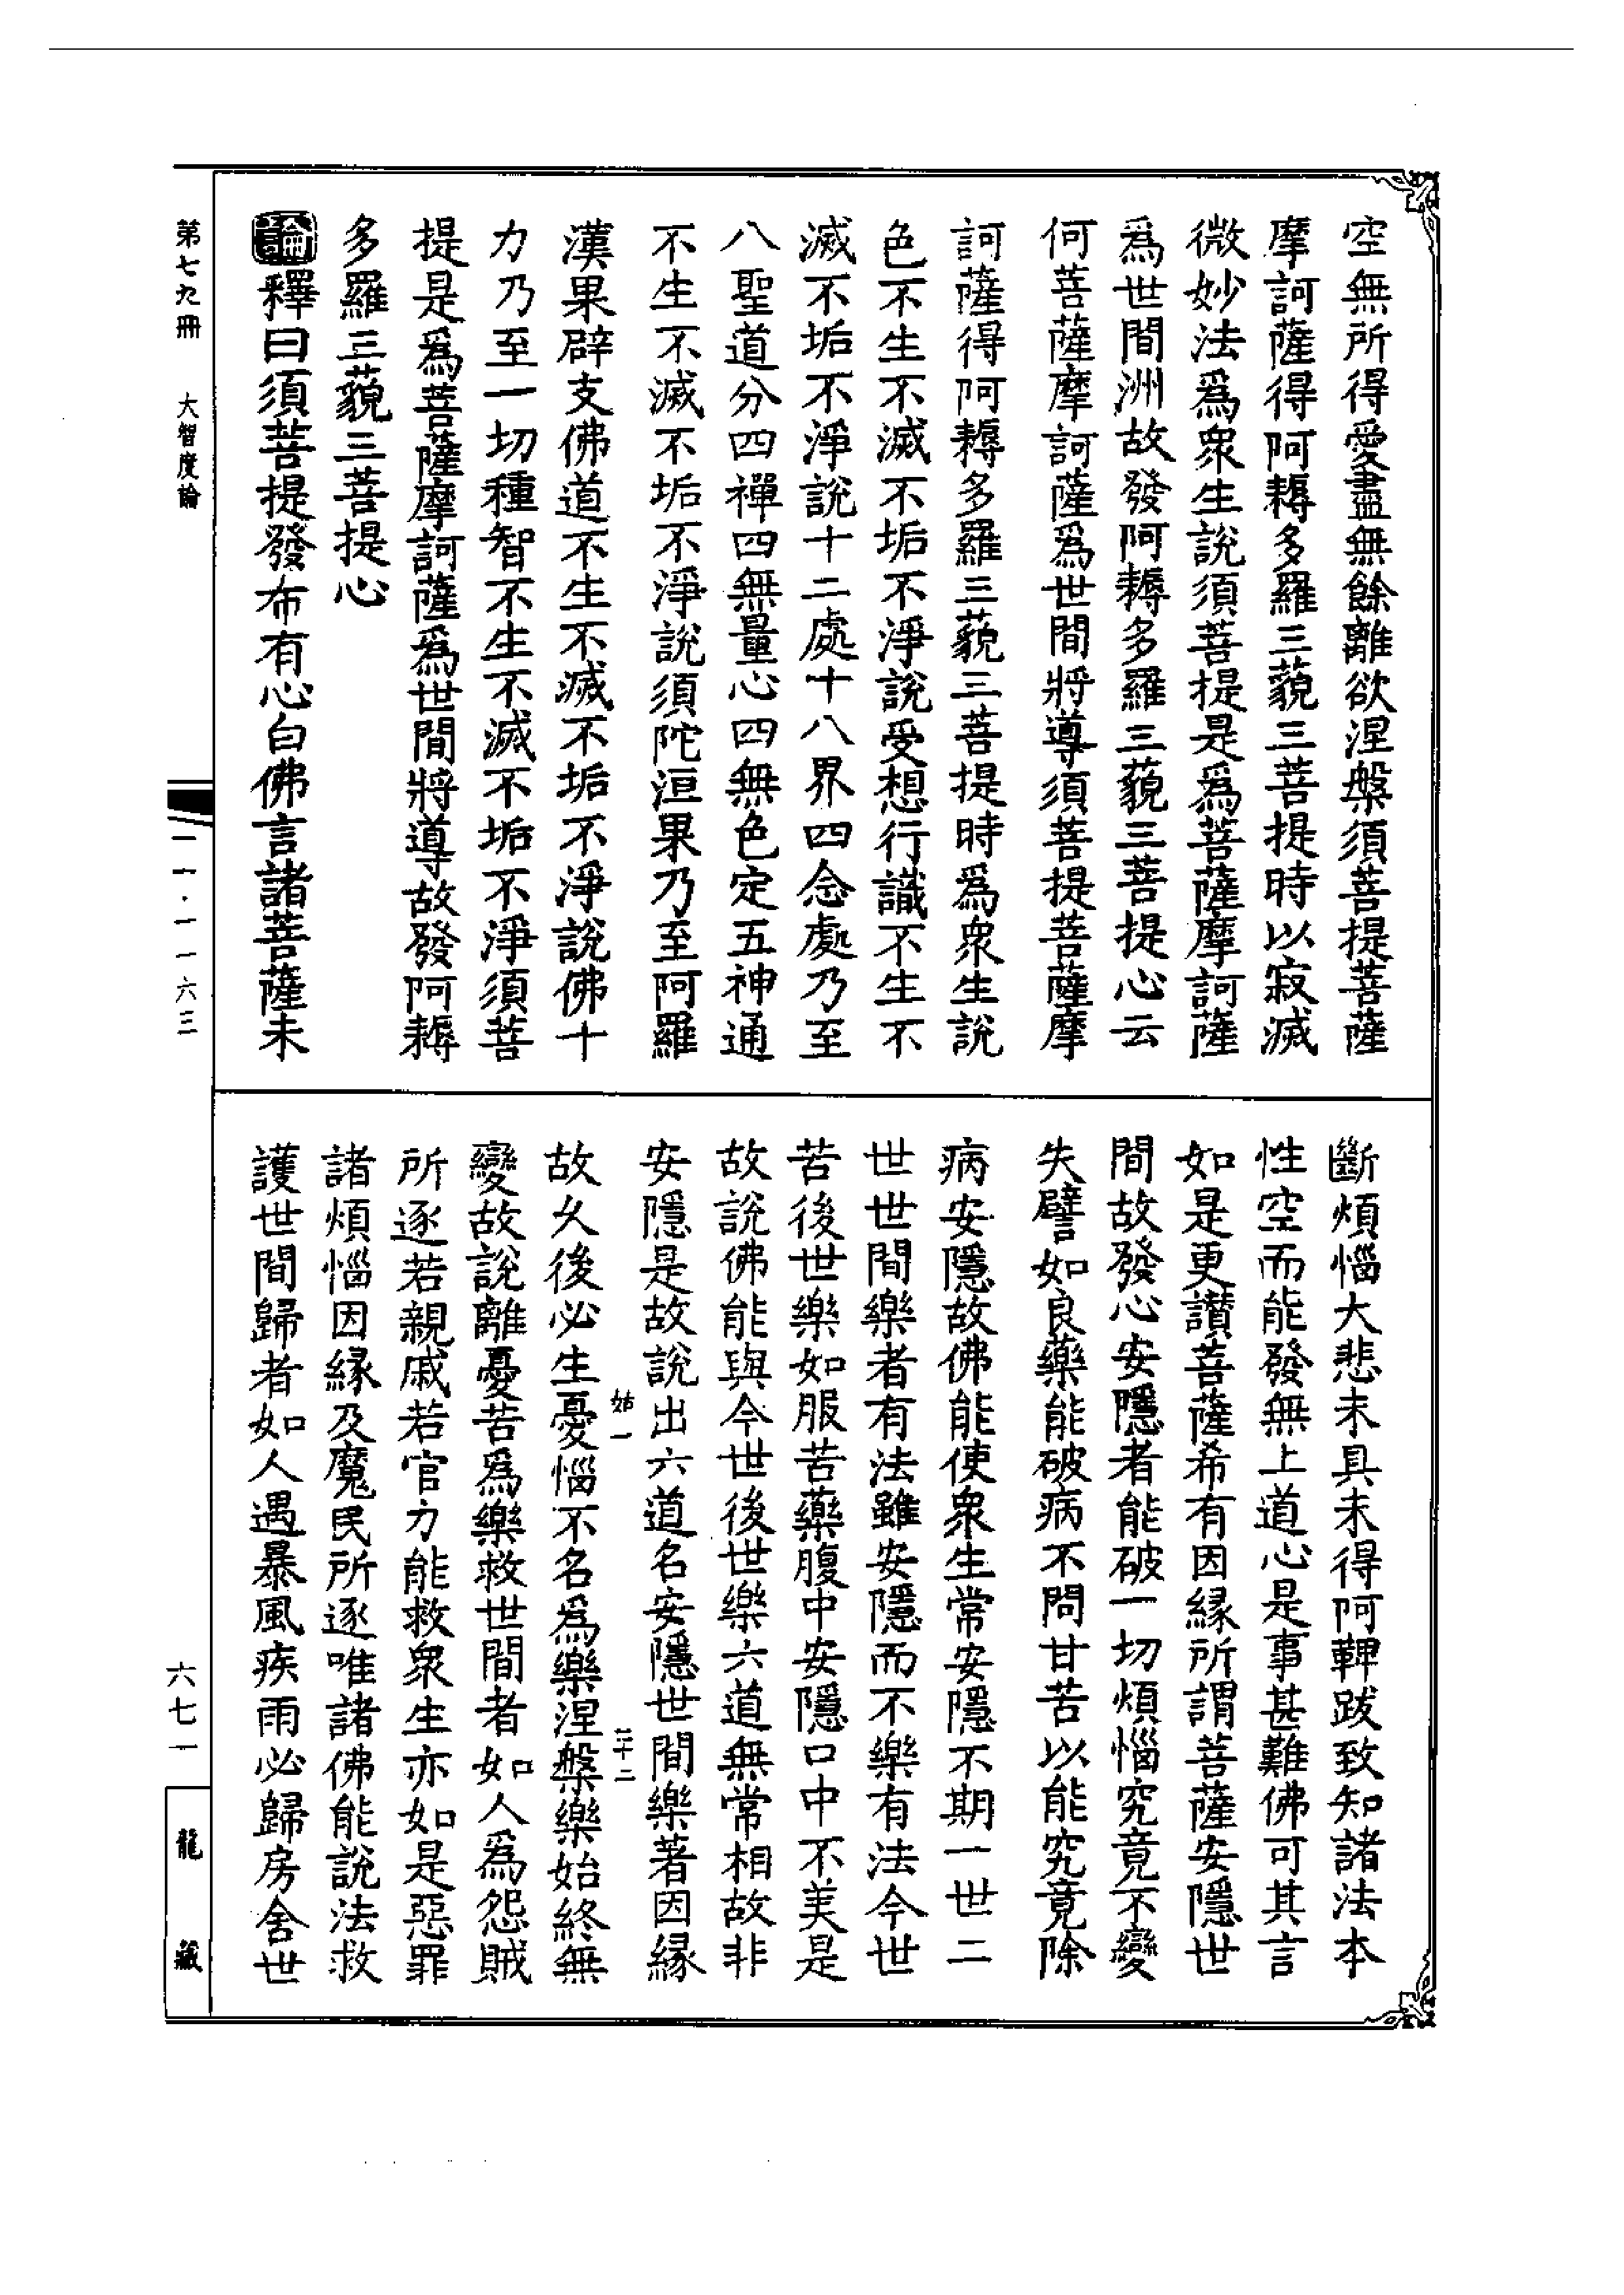 空無所得愛盡無餘離欲涅槃須菩提菩薩
摩訶薩得阿耨多羅三藐三菩提時以寂滅
微妙法爲衆生說須菩提是爲菩薩摩訶薩
爲世間洲故發阿耨多羅三藐三菩提心云
何菩薩摩訶薩爲世間將導須菩提菩薩摩
訶薩得阿耨多羅三藐三菩提時爲衆生說
色不生不滅不垢不淨說受想行識不生不
滅不垢不淨說十二處十八界四念處乃至
八聖道分四禪四無量心四無色定五神通
不生不滅不垢不淨說須陀洹果乃至阿羅
漢果辟支佛道不生不滅不垢不淨說佛十
力乃至一切種智不生不滅不垢不淨須菩
提是爲菩薩摩訶薩爲世間將導故發阿耨
多羅三藐三菩提心
論釋曰須菩提發布有心白佛言諸菩薩未
斷煩惱大悲未具未得阿鞞跋致知諸法本
性空而能發無上道心是事甚難佛可其言
如是更讚菩薩希有因緣所謂菩薩安隱世
間故發心安隱者能破一切煩惱究竟不變
失譬如良藥能破病不問甘苦以能究竟除
病安隱故佛能使衆生常安隱不期一世二
世世間樂者有法雖安隱而不樂有法今世
苦後世樂如服苦藥腹中安隱口中不美是
故說佛能與今世後世樂六道無常相故非
安隱是故說出六道名安隱世間樂著因緣
故久後必生憂惱不名爲樂涅槃樂始終無
姑一
二十二
變故說離憂苦爲樂救世間者如人爲怨賊
所逐若親戚若官力能救衆生亦如是惡罪
諸煩惱因緣及魔民所逐唯諸佛能說法救
護世間歸者如人遇暴風疾雨必歸房舍世
第七九冊
大智度論
一一·一一六三
六七一
龍藏